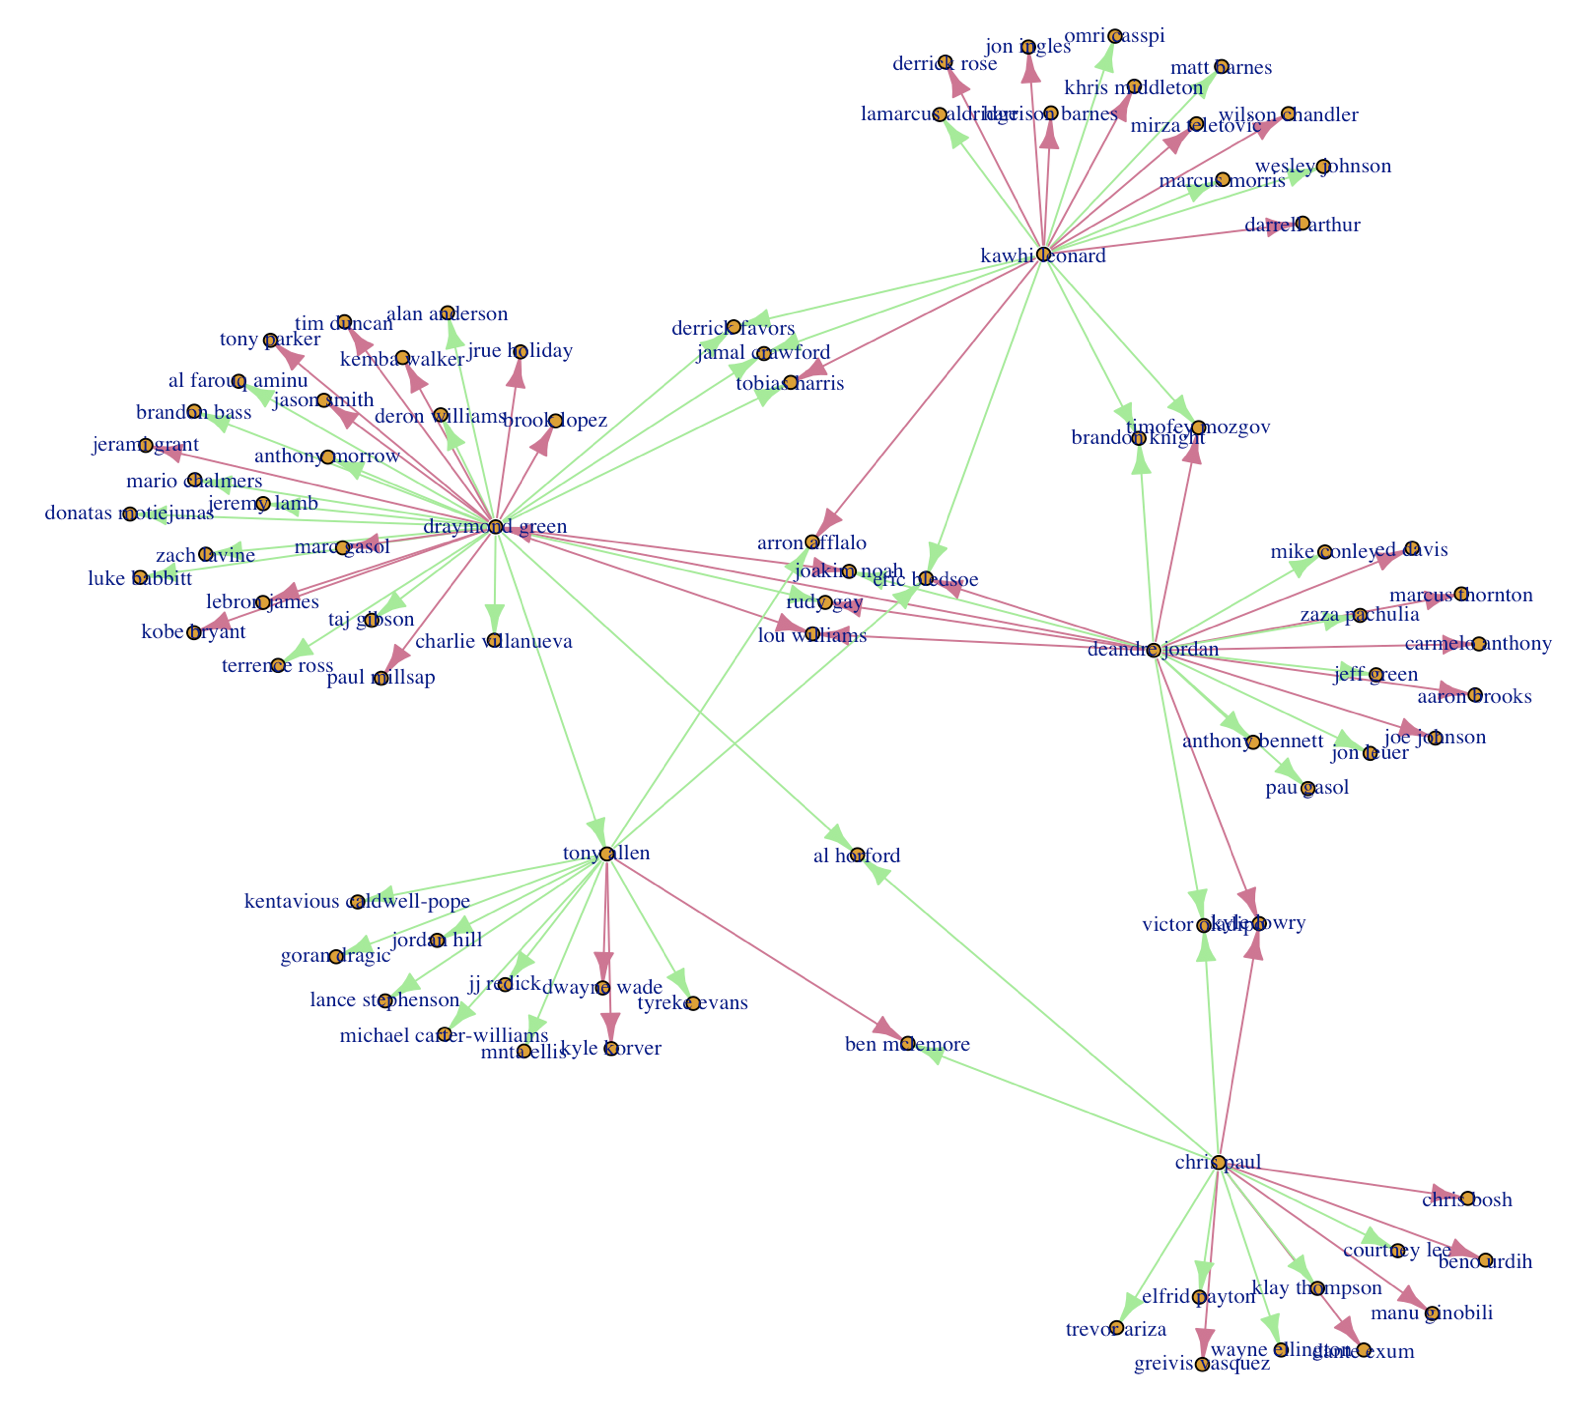 omri casspi
jon ingles
derrick rose
matt barnes
khris middleton
lamarcus aldridge
harrison barnes
wilson chandler
mirza teletovic
wesley johnson
marcus morris
darrell arthur
kawhi leonard
alan anderson
tim duncan
derrick favors
tony parker
jrue holiday
jamal crawford
kemba walker
al farouq aminu
tobias harris
jason smith
brandon bass
deron williams
brook lopez
timofey mozgov
brandon knight
jerami grant
anthony morrow
mario chalmers
jeremy lamb
donatas motiejunas
draymond green
arron afflalo
marc gasol
zach lavine
mike conley
ed davis
joakin noah
eric bledsoe
luke babbitt
marcus thornton
lebron james
rudy gay
zaza pachulia
taj gibson
kobe bryant
lou williams
charlie villanueva
carmelo anthony
deandre jordan
terrence ross
paul millsap
jeff green
aaron brooks
anthony bennett
joe johnson
jon leuer
pau gasol
tony allen
al horford
kentavious caldwell-pope
victor oladipo
kyle lowry
jordan hill
goran dragic
jj redick
dwayne wade
lance stephenson
tyreke evans
michael carter-williams
mnta ellis
kyle korver
ben mclemore
chris paul
chris bosh
courtney lee
beno urdih
klay thompson
elfrid payton
manu ginobili
trevor ariza
wayne ellington
dante exum
greivis vasquez